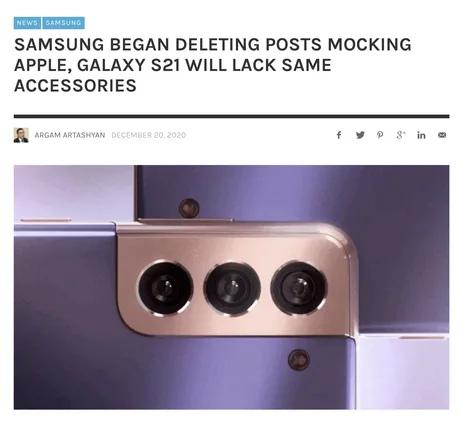 NEWS SAMSUNG
SAMSUNG BEGAN DELETING POSTS MOCKING
APPLE, GALAXY S21 WILL LACK SAME
ACCESSORIES
ARGAM ARTASHYAN DECEMBER 20, 2020